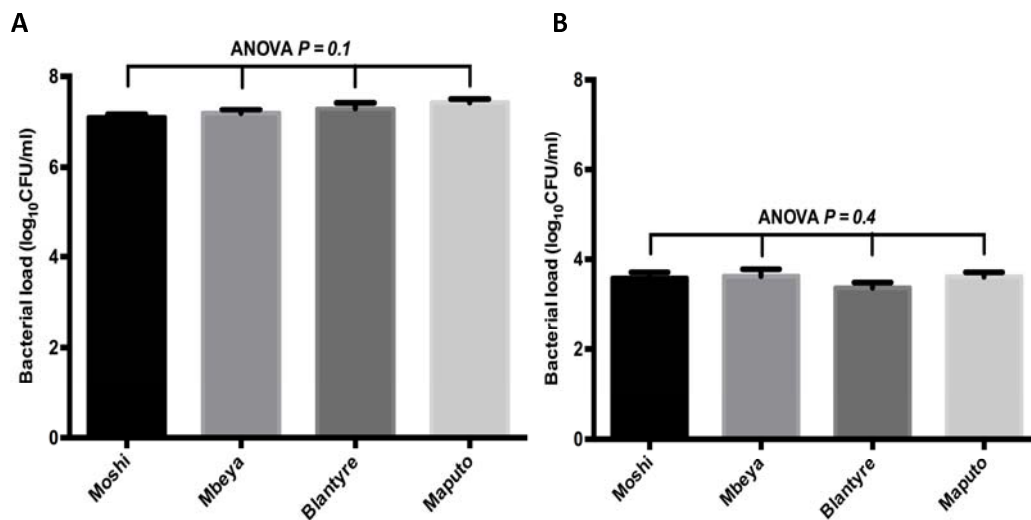 A
ANOVA P = 0.1
Bacterial load (log10CFU/ml)
8
6
4
2
0
Moshi
Mbeya
Blantyre
Maputo
B
ANOVA P = 0.4
Bacterial load (log10CFU/ml)
8
6
4
2
0
Moshi
Mbeya
Blantyre
Maputo